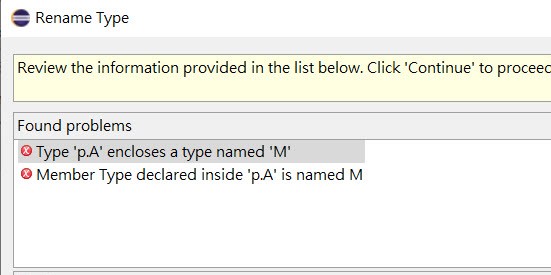 Rename Type
Review the information provided in the list below. Click 'Continue' to proceed
Found problems
Type 'p.A' encloses a type named 'M'
Member Type declared inside 'p.A' is named M